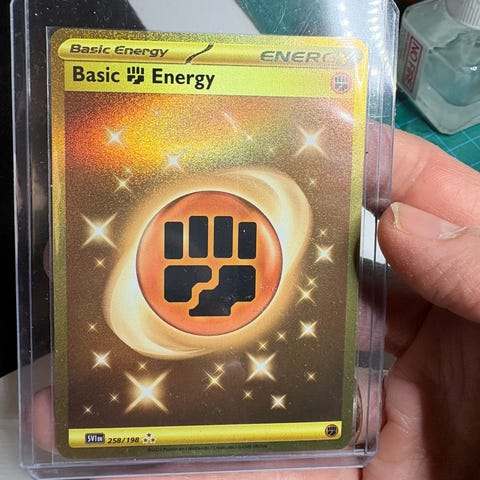 Basic Energy ENERGY
Basic Energy
SVI EN 258/198